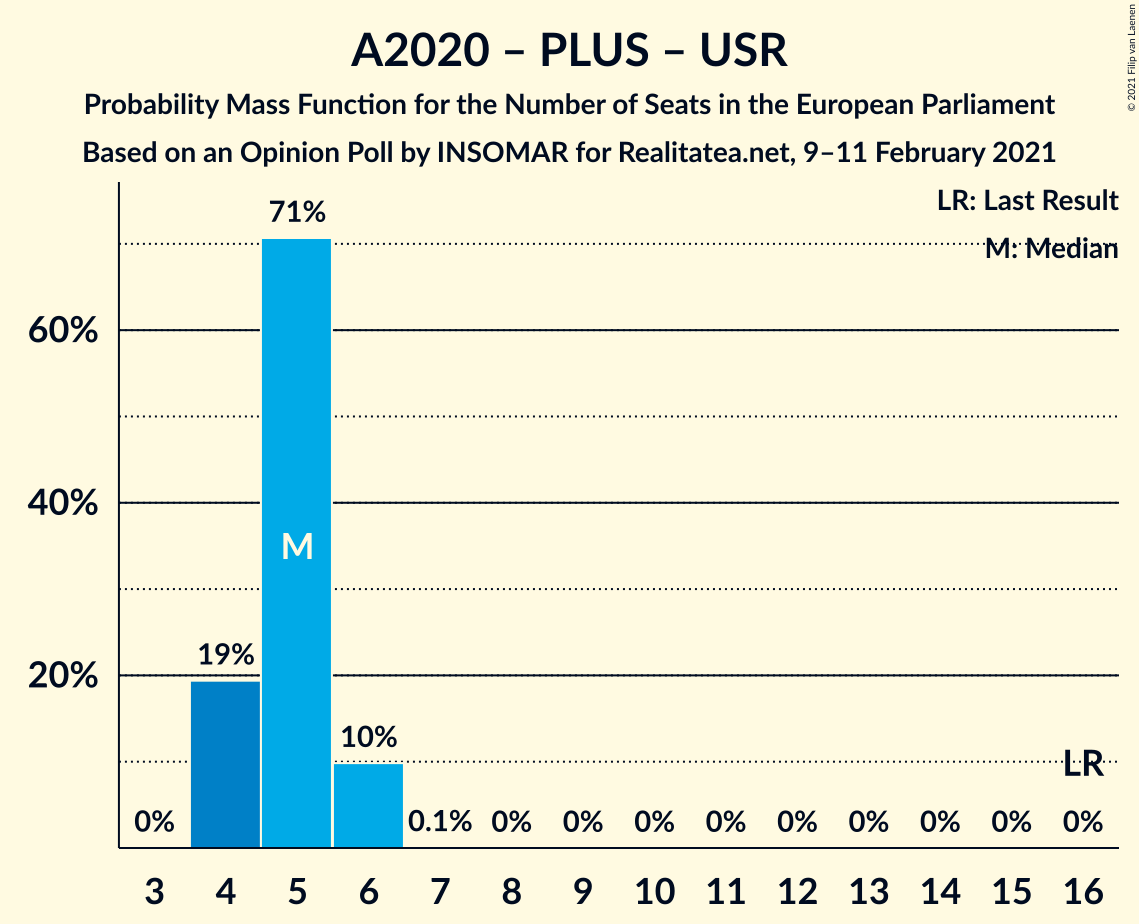 A2020 – PLUS – USR
Probability Mass Function for the Number of Seats in the European Parliament
Based on an Opinion Poll by INSOMAR for Realitatea.net, 9–11 February 2021
© 2021 Filip van Laenen
LR: Last Result
M: Median
71%
60%
40%
M
19%
20%
10%
LR
0% 0.1% 0% 0% 0% 0% 0% 0% 0% 0% 0%
3 4 5 6 7 8 9 10 11 12 13 14 15 16